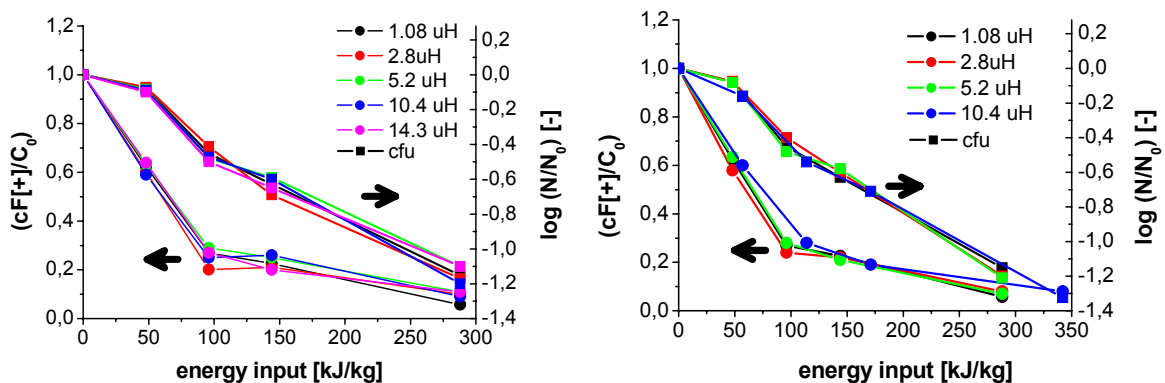 1,2
1,0
0,8
0,6
0,4
0,2
0,0
(cF[+]/C0)
0 50 100 150 200 250 300
energy input [kJ/kg]
0,2
0,0
-0,2
-0,4
-0,6
-0,8
-1,0
-1,2
-1,4
log (N/N0) [-]
1.08 uH
2.8uH
5.2 uH
10.4 uH
14.3 uH
cfu
1,2
1,0
0,8
0,6
0,4
0,2
0,0
(cF[+]/C0)
0 50 100 150 200 250 300 350
energy input [kJ/kg]
0,2
0,0
-0,2
-0,4
-0,6
-0,8
-1,0
-1,2
-1,4
log (N/N0) [-]
1.08 uH
2.8uH
5.2 uH
10.4 uH
cfu